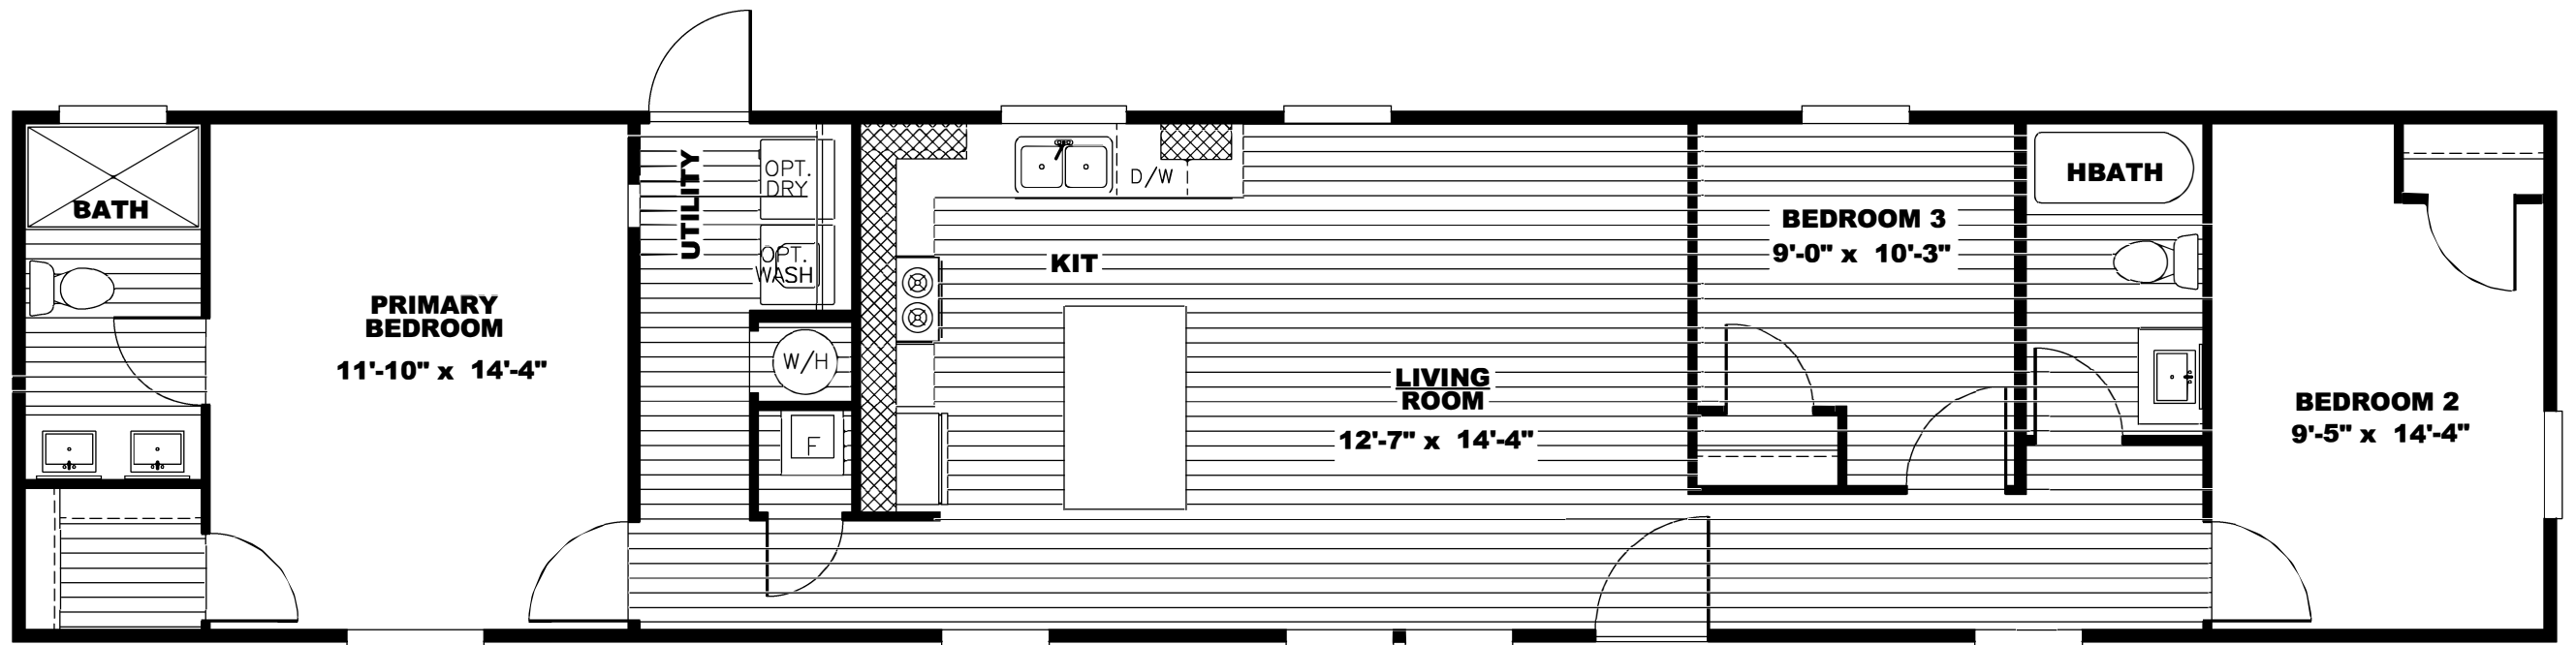 BATH
PRIMARY
BEDROOM
11'-10" x 14'-4"
UTILITY
OPT.
DRY
OPT.
WASH
W/H
F
D/W
KIT
LIVING
ROOM
12'-7" x 14'-4"
BEDROOM 3
9'-0" x 10'-3"
HBATH
BEDROOM 2
9'-5" x 14'-4"